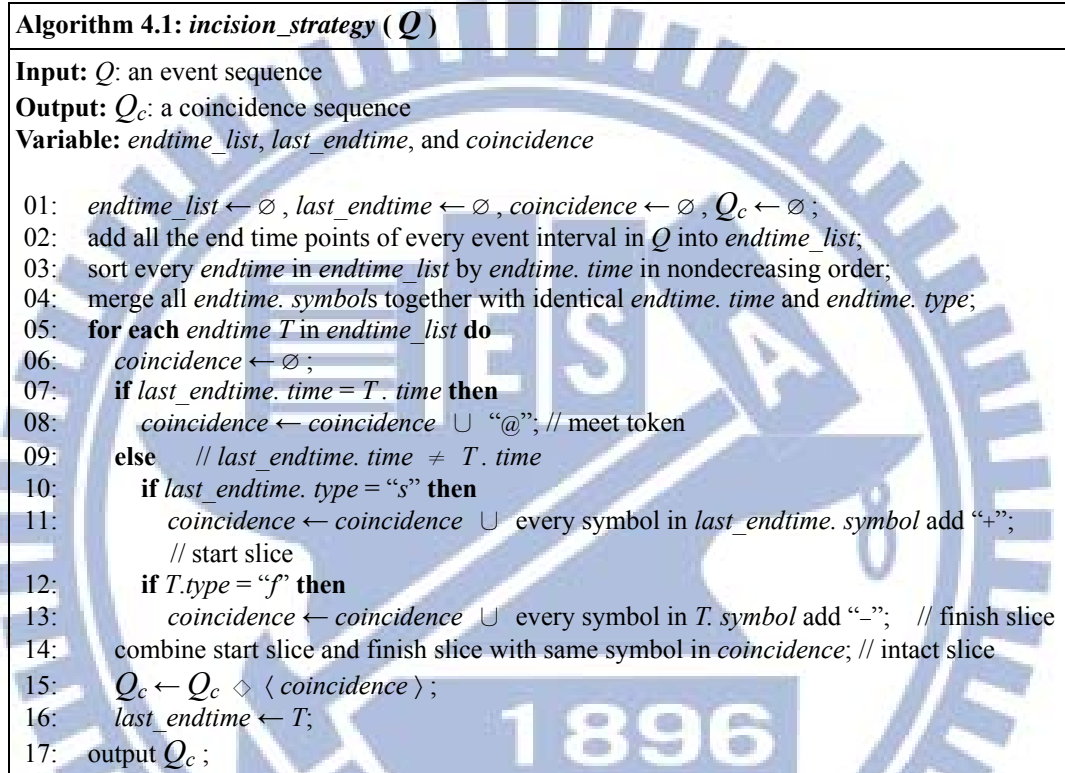 Algorithm 4.1: incision_strategy ( Q )
Input: Q: an event sequence
Output: Qc: a coincidence sequence
Variable: endtime_list, last_endtime, and coincidence
01: endtime_list ← ∅ , last_endtime ← ∅ , coincidence ← ∅ , Qc ← ∅ ;
02: add all the end time points of every event interval in Q into endtime_list;
03: sort every endtime in endtime_list by endtime. time in nondecreasing order;
04: merge all endtime. symbols together with identical endtime. time and endtime. type;
05: for each endtime T in endtime_list do
06: coincidence ← ∅ ;
07: if last_endtime. time = T . time then
08: coincidence ← coincidence ∪ “@”; // meet token
09: else // last_endtime. time ≠ T . time
10: if last_endtime. type = “s” then
11: coincidence ← coincidence ∪ every symbol in last_endtime. symbol add “+”;
// start slice
12: if T.type = “f” then
13: coincidence ← coincidence ∪ every symbol in T. symbol add “–”; // finish slice
14: combine start slice and finish slice with same symbol in coincidence; // intact slice
15: Qc ← Qc ◇ ⟨ coincidence ⟩ ;
16: last_endtime ← T;
17: output Qc ;
ESA
8
1896